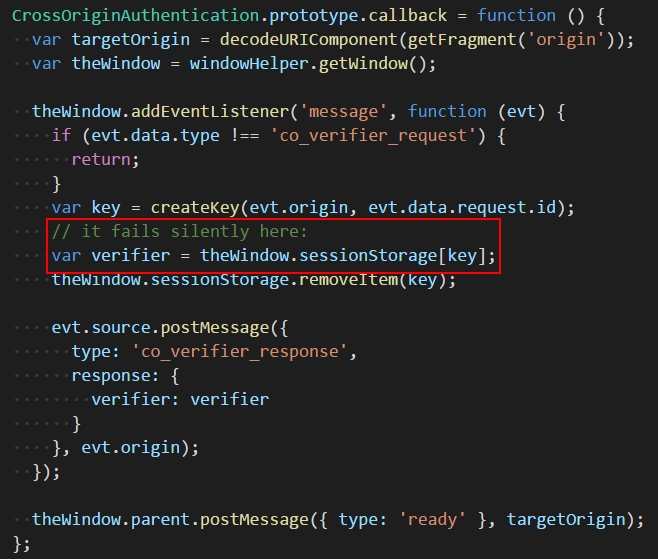 CrossOriginAuthentication.prototype.callback = function () {
  var targetOrigin = decodeURIComponent(getFragment('origin'));
  var theWindow = windowHelper.getWindow();

  theWindow.addEventListener('message', function (evt) {
    if (evt.data.type !== 'co_verifier_request') {
      return;
    }
    var key = createKey(evt.origin, evt.data.request.id);
    // it fails silently here:
    var verifier = theWindow.sessionStorage[key];
    theWindow.sessionStorage.removeItem(key);

    evt.source.postMessage({
      type: 'co_verifier_response',
      response: {
        verifier: verifier
      }
    }, evt.origin);
  });

  theWindow.parent.postMessage({ type: 'ready' }, targetOrigin);
};